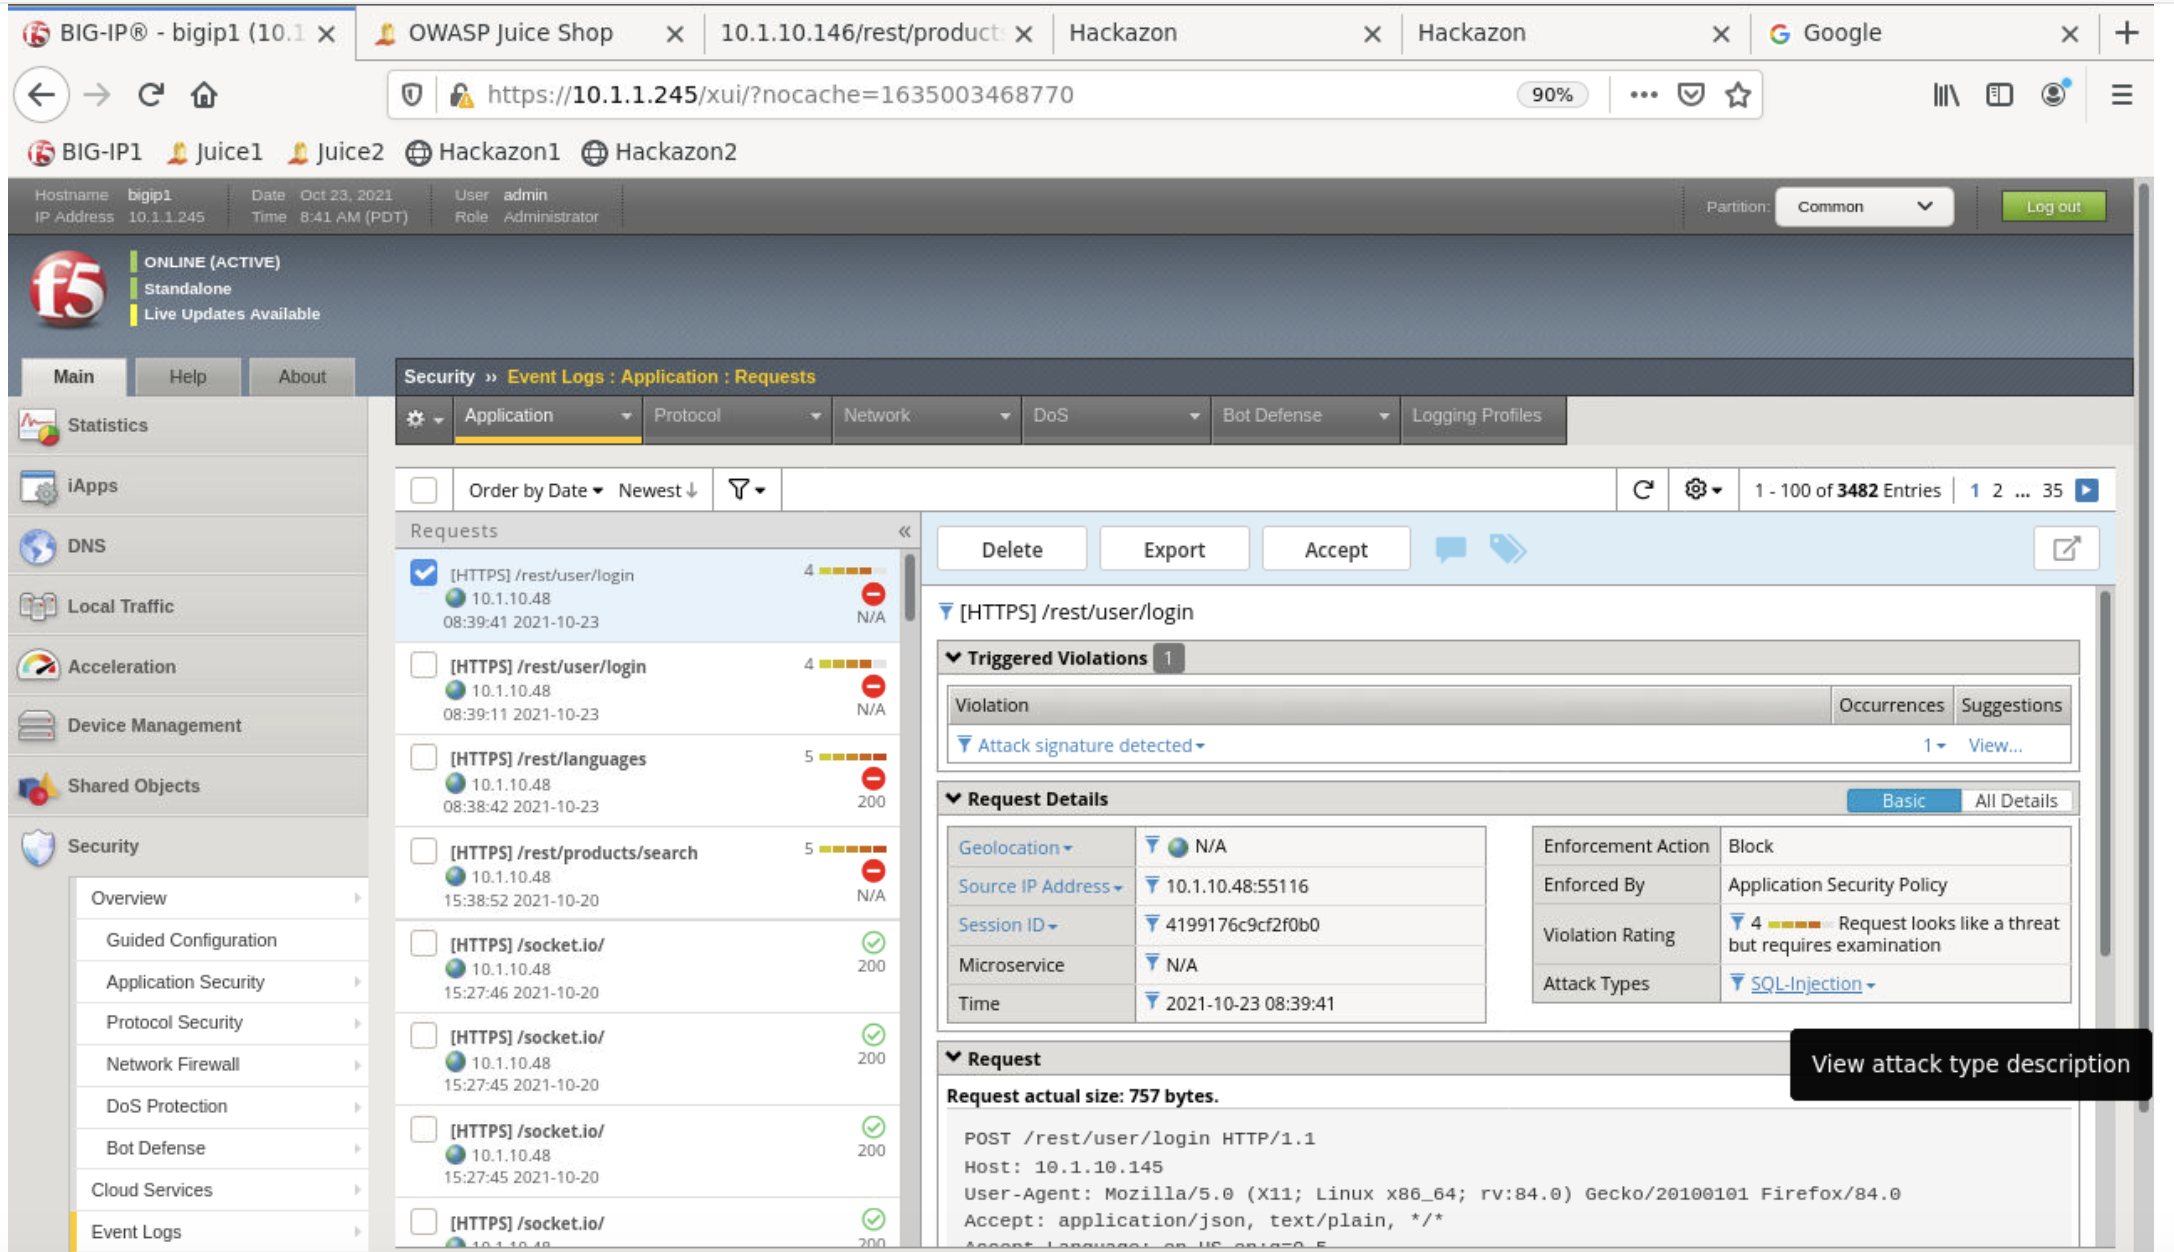 BIG-IP® - bigip1 (10.1
OWASP Juice Shop
10.1.10.146/rest/product
Hackazon
Hackazon
Google
https://10.1.1.245/xui/?nocache=1635003468770
90%
BIG-IP1 Juice1 Juice2 Hackazon1 Hackazon2
Hostname bigip1 Date Oct 23, 2021 User admin
IP Address 10.1.1.245 Time 8:41 AM (PDT) Role Administrator
Partition: Common Log out
f5
ONLINE (ACTIVE)
Standalone
Live Updates Available
Main Help About
Security ›› Event Logs : Application : Requests
Application Protocol Network DoS Bot Defense Logging Profiles
Statistics
iApps
DNS
Local Traffic
Acceleration
Device Management
Shared Objects
Security
Overview
Guided Configuration
Application Security
Protocol Security
Network Firewall
DoS Protection
Bot Defense
Cloud Services
Event Logs
Order by Date Newest
1 - 100 of 3482 Entries 1 2 ... 35
Requests «
[HTTPS] /rest/user/login 4
10.1.10.48
08:39:41 2021-10-23 N/A
[HTTPS] /rest/user/login 4
10.1.10.48
08:39:11 2021-10-23 N/A
[HTTPS] /rest/languages 5
10.1.10.48
08:38:42 2021-10-23 200
[HTTPS] /rest/products/search 5
10.1.10.48
15:38:52 2021-10-20 N/A
[HTTPS] /socket.io/
10.1.10.48 200
15:27:46 2021-10-20
[HTTPS] /socket.io/
10.1.10.48 200
15:27:45 2021-10-20
[HTTPS] /socket.io/
10.1.10.48 200
15:27:45 2021-10-20
[HTTPS] /socket.io/
10.1.10.48 200
Delete Export Accept
[HTTPS] /rest/user/login
Triggered Violations 1
Violation Occurrences Suggestions
Attack signature detected 1 View...
Request Details Basic All Details
Geolocation N/A
Source IP Address 10.1.10.48:55116
Session ID 4199176c9cf2f0b0
Microservice N/A
Time 2021-10-23 08:39:41
Enforcement Action Block
Enforced By Application Security Policy
Violation Rating 4 Request looks like a threat
but requires examination
Attack Types SQL-Injection
View attack type description
Request
Request actual size: 757 bytes.
POST /rest/user/login HTTP/1.1
Host: 10.1.10.145
User-Agent: Mozilla/5.0 (X11; Linux x86_64; rv:84.0) Gecko/20100101 Firefox/84.0
Accept: application/json, text/plain, */*